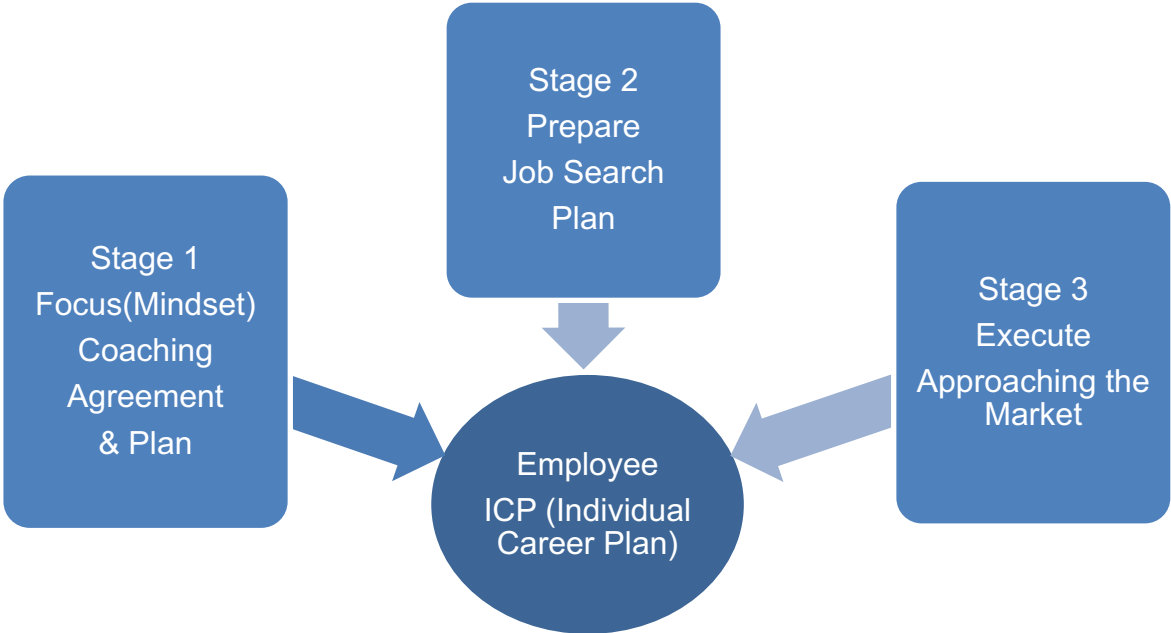 Stage 1
Focus(Mindset)
Coaching
Agreement
& Plan
Stage 2
Prepare
Job Search
Plan
Stage 3
Execute
Approaching the
Market
Employee
ICP (Individual
Career Plan)